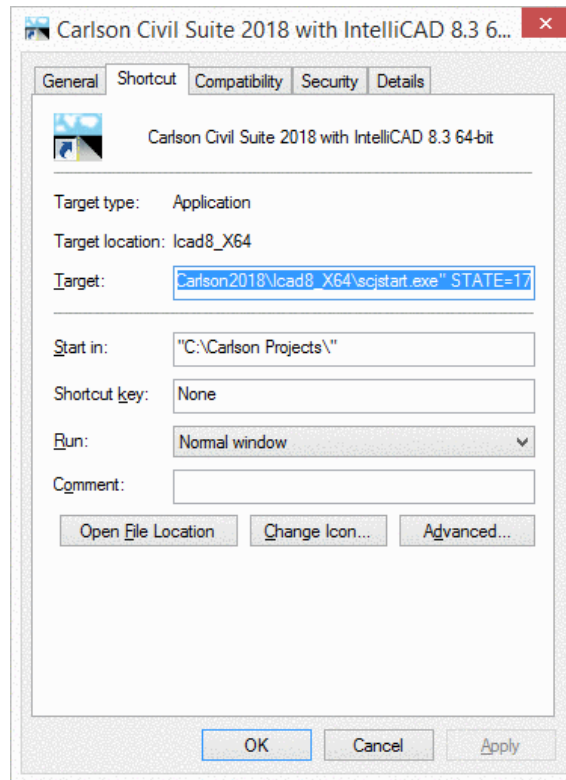 Carlson Civil Suite 2018 with IntelliCAD 8.3 6...
General Shortcut Compatibility Security Details
Carlson Civil Suite 2018 with IntelliCAD 8.3 64-bit
Target type: Application
Target location: Icad8_X64
Target: Carlson2018\Icad8_X64\scjstart.exe" STATE=17
Start in: "C:\Carlson Projects\"
Shortcut key: None
Run: Normal window
Comment:
Open File Location Change Icon... Advanced...
OK Cancel Apply